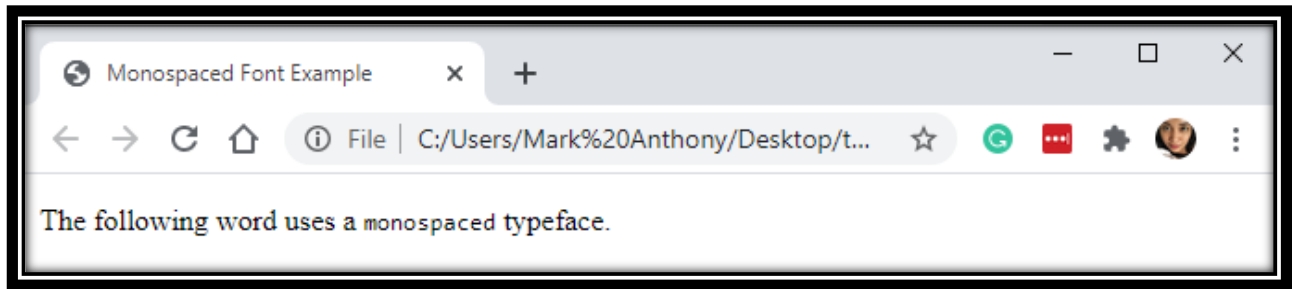 Monospaced Font Example
File C:/Users/Mark%20Anthony/Desktop/t...
The following word uses a monospaced typeface.